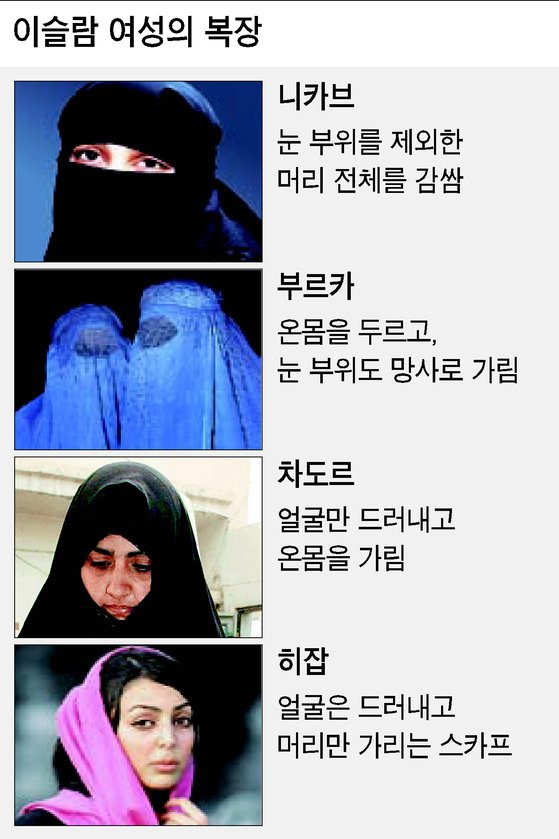 이슬람 여성의 복장
니카브
눈 부위를 제외한
머리 전체를 감쌈
부르카
온몸을 두르고,
눈 부위도 망사로 가림
차도르
얼굴만 드러내고
온몸을 가림
히잡
얼굴은 드러내고
머리만 가리는 스카프